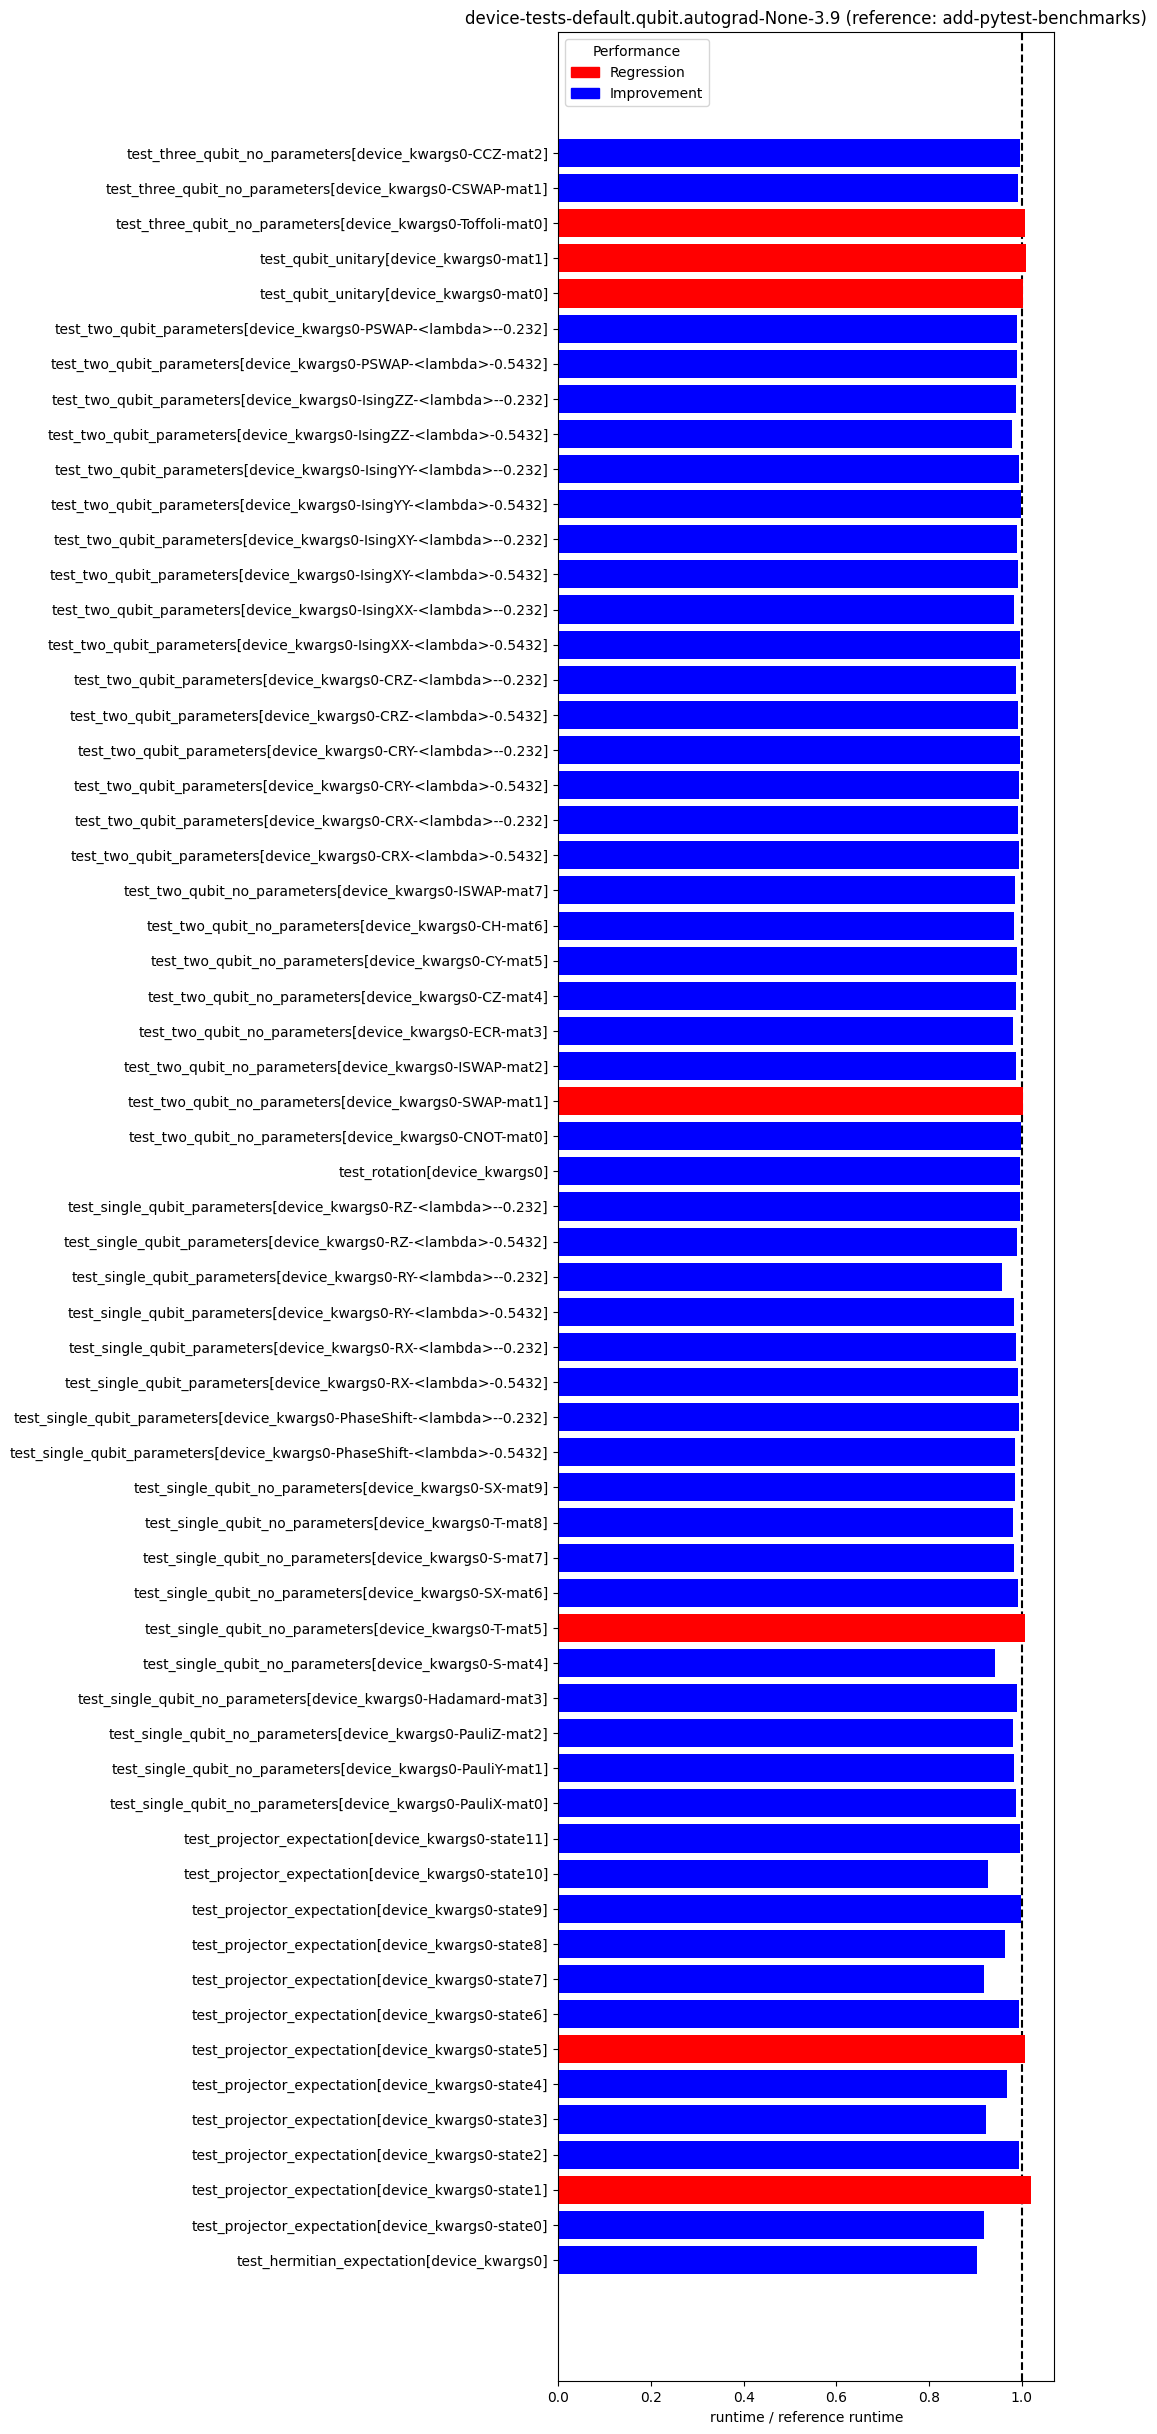 device-tests-default.qubit.autograd-None-3.9 (reference: add-pytest-benchmarks)
Performance
Regression
Improvement
test_three_qubit_no_parameters[device_kwargs0-CCZ-mat2]
test_three_qubit_no_parameters[device_kwargs0-CSWAP-mat1]
test_three_qubit_no_parameters[device_kwargs0-Toffoli-mat0]
test_qubit_unitary[device_kwargs0-mat1]
test_qubit_unitary[device_kwargs0-mat0]
test_two_qubit_parameters[device_kwargs0-PSWAP-<lambda>--0.232]
test_two_qubit_parameters[device_kwargs0-PSWAP-<lambda>-0.5432]
test_two_qubit_parameters[device_kwargs0-IsingZZ-<lambda>--0.232]
test_two_qubit_parameters[device_kwargs0-IsingZZ-<lambda>-0.5432]
test_two_qubit_parameters[device_kwargs0-IsingYY-<lambda>--0.232]
test_two_qubit_parameters[device_kwargs0-IsingYY-<lambda>-0.5432]
test_two_qubit_parameters[device_kwargs0-IsingXY-<lambda>--0.232]
test_two_qubit_parameters[device_kwargs0-IsingXY-<lambda>-0.5432]
test_two_qubit_parameters[device_kwargs0-IsingXX-<lambda>--0.232]
test_two_qubit_parameters[device_kwargs0-IsingXX-<lambda>-0.5432]
test_two_qubit_parameters[device_kwargs0-CRZ-<lambda>--0.232]
test_two_qubit_parameters[device_kwargs0-CRZ-<lambda>-0.5432]
test_two_qubit_parameters[device_kwargs0-CRY-<lambda>--0.232]
test_two_qubit_parameters[device_kwargs0-CRY-<lambda>-0.5432]
test_two_qubit_parameters[device_kwargs0-CRX-<lambda>--0.232]
test_two_qubit_parameters[device_kwargs0-CRX-<lambda>-0.5432]
test_two_qubit_no_parameters[device_kwargs0-ISWAP-mat7]
test_two_qubit_no_parameters[device_kwargs0-CH-mat6]
test_two_qubit_no_parameters[device_kwargs0-CY-mat5]
test_two_qubit_no_parameters[device_kwargs0-CZ-mat4]
test_two_qubit_no_parameters[device_kwargs0-ECR-mat3]
test_two_qubit_no_parameters[device_kwargs0-ISWAP-mat2]
test_two_qubit_no_parameters[device_kwargs0-SWAP-mat1]
test_two_qubit_no_parameters[device_kwargs0-CNOT-mat0]
test_rotation[device_kwargs0]
test_single_qubit_parameters[device_kwargs0-RZ-<lambda>--0.232]
test_single_qubit_parameters[device_kwargs0-RZ-<lambda>-0.5432]
test_single_qubit_parameters[device_kwargs0-RY-<lambda>--0.232]
test_single_qubit_parameters[device_kwargs0-RY-<lambda>-0.5432]
test_single_qubit_parameters[device_kwargs0-RX-<lambda>--0.232]
test_single_qubit_parameters[device_kwargs0-RX-<lambda>-0.5432]
test_single_qubit_parameters[device_kwargs0-PhaseShift-<lambda>--0.232]
test_single_qubit_parameters[device_kwargs0-PhaseShift-<lambda>-0.5432]
test_single_qubit_no_parameters[device_kwargs0-SX-mat9]
test_single_qubit_no_parameters[device_kwargs0-T-mat8]
test_single_qubit_no_parameters[device_kwargs0-S-mat7]
test_single_qubit_no_parameters[device_kwargs0-SX-mat6]
test_single_qubit_no_parameters[device_kwargs0-T-mat5]
test_single_qubit_no_parameters[device_kwargs0-S-mat4]
test_single_qubit_no_parameters[device_kwargs0-Hadamard-mat3]
test_single_qubit_no_parameters[device_kwargs0-PauliZ-mat2]
test_single_qubit_no_parameters[device_kwargs0-PauliY-mat1]
test_single_qubit_no_parameters[device_kwargs0-PauliX-mat0]
test_projector_expectation[device_kwargs0-state11]
test_projector_expectation[device_kwargs0-state10]
test_projector_expectation[device_kwargs0-state9]
test_projector_expectation[device_kwargs0-state8]
test_projector_expectation[device_kwargs0-state7]
test_projector_expectation[device_kwargs0-state6]
test_projector_expectation[device_kwargs0-state5]
test_projector_expectation[device_kwargs0-state4]
test_projector_expectation[device_kwargs0-state3]
test_projector_expectation[device_kwargs0-state2]
test_projector_expectation[device_kwargs0-state1]
test_projector_expectation[device_kwargs0-state0]
test_hermitian_expectation[device_kwargs0]
0.0 0.2 0.4 0.6 0.8 1.0
runtime / reference runtime